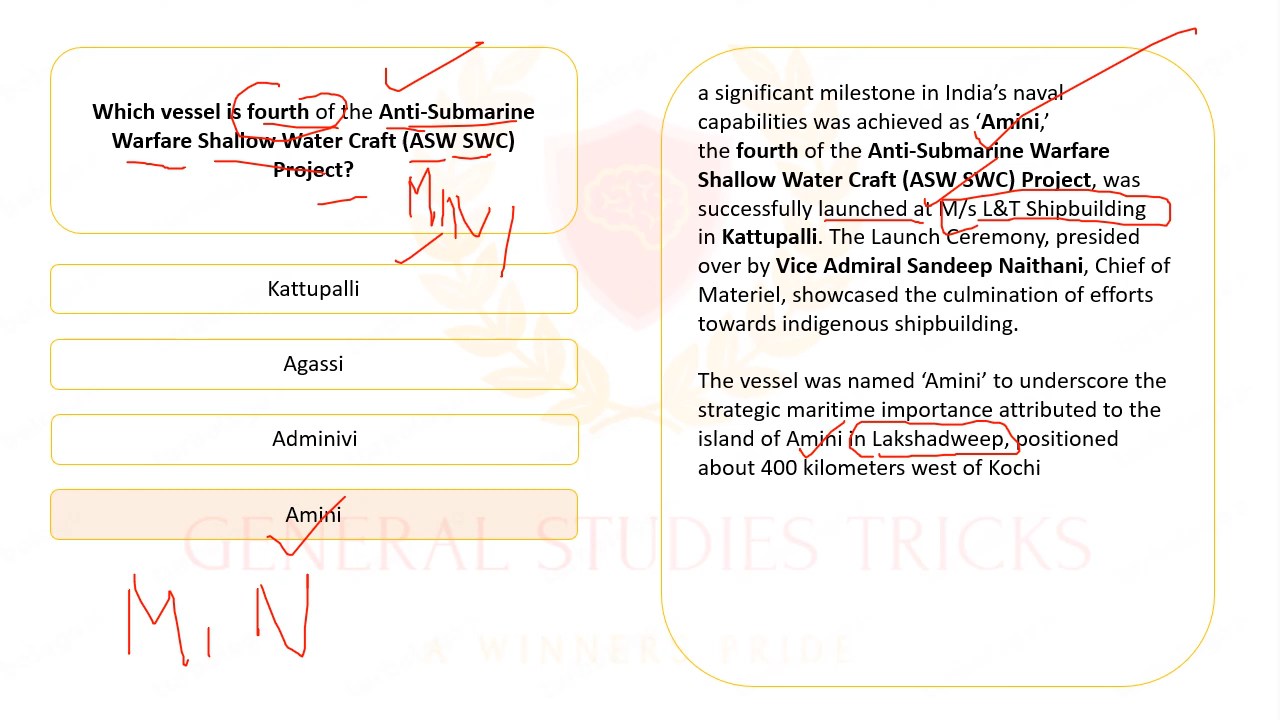 Which vessel is fourth of the Anti-Submarine
Warfare Shallow Water Craft (ASW SWC)
Project?
MINI
Kattupalli
Agassi
Adminivi
Amini
M I N
a significant milestone in India's naval
capabilities was achieved as 'Amini,'
the fourth of the Anti-Submarine Warfare
Shallow Water Craft (ASW SWC) Project, was
successfully launched at M/s L&T Shipbuilding
in Kattupalli. The Launch Ceremony, presided
over by Vice Admiral Sandeep Naithani, Chief of
Materiel, showcased the culmination of efforts
towards indigenous shipbuilding.
The vessel was named 'Amini' to underscore the
strategic maritime importance attributed to the
island of Amini in Lakshadweep, positioned
about 400 kilometers west of Kochi
GENERAL STUDIES TRICKS
A WINNERS PRIDE